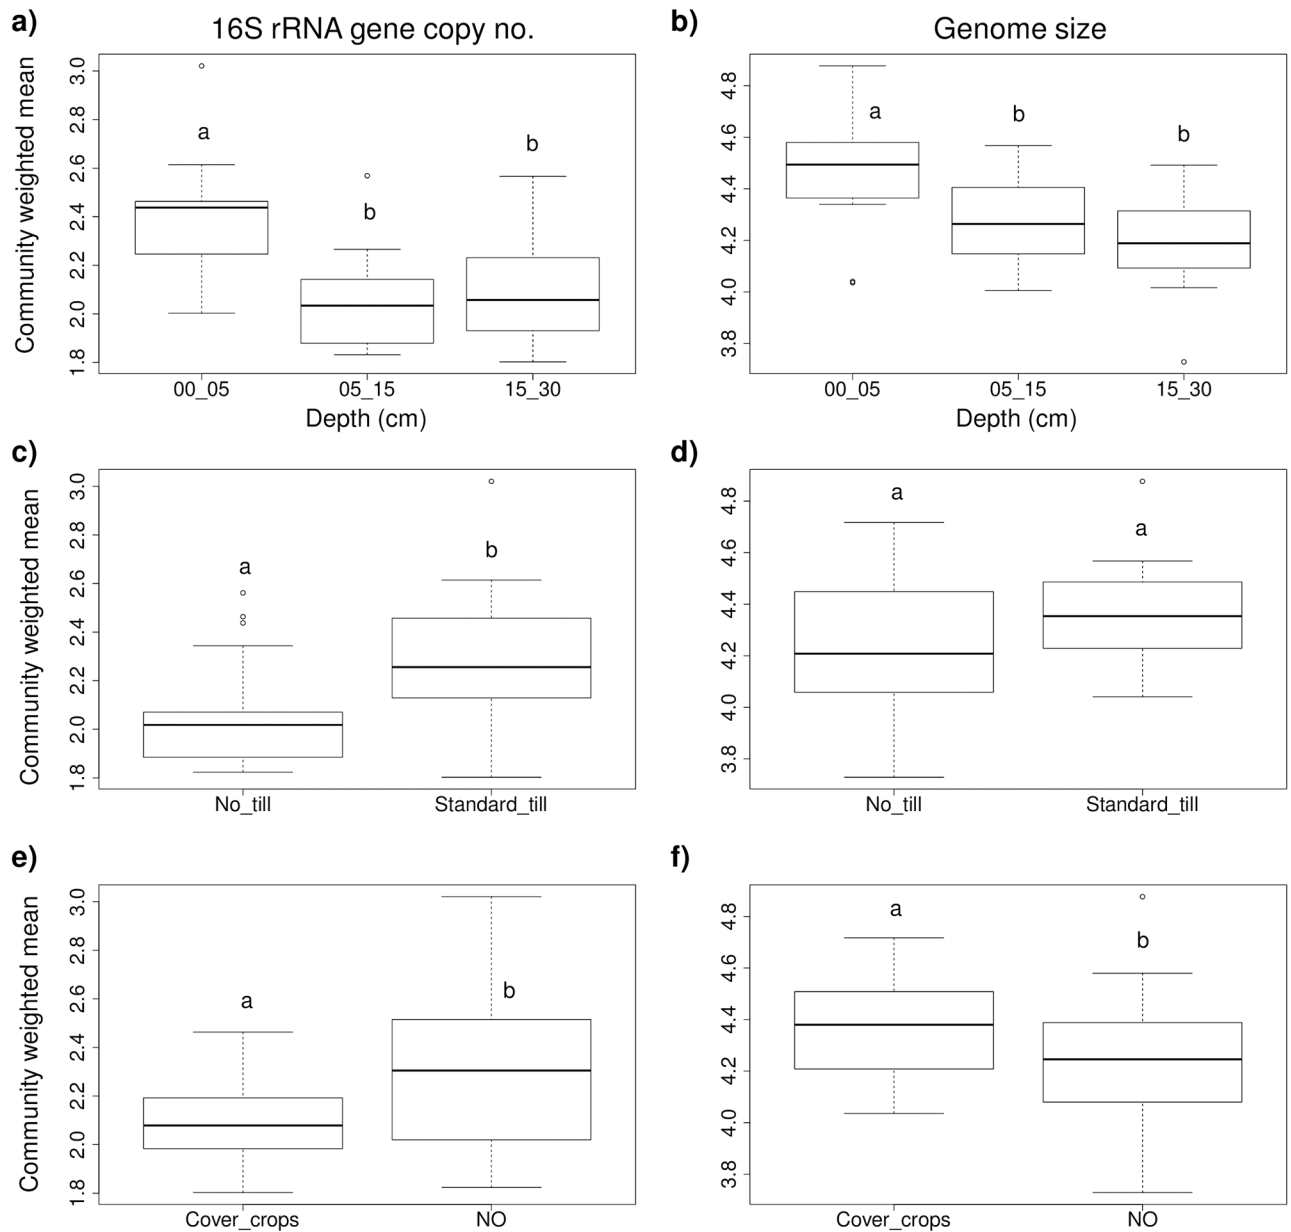 a)
16S rRNA gene copy no.
b)
Genome size
Community weighted mean
3.0
2.8
2.6
2.4
2.2
2.0
1.8
a
b
b
00_05
05_15
15_30
Depth (cm)
4.8
4.6
4.4
4.2
4.0
3.8
a
b
b
00_05
05_15
15_30
Depth (cm)
c)
Community weighted mean
3.0
2.8
2.6
2.4
2.2
2.0
1.8
a
b
No_till
Standard_till
d)
4.8
4.6
4.4
4.2
4.0
3.8
a
a
No_till
Standard_till
e)
Community weighted mean
3.0
2.8
2.6
2.4
2.2
2.0
1.8
a
b
Cover_crops
NO
f)
4.8
4.6
4.4
4.2
4.0
3.8
a
b
Cover_crops
NO